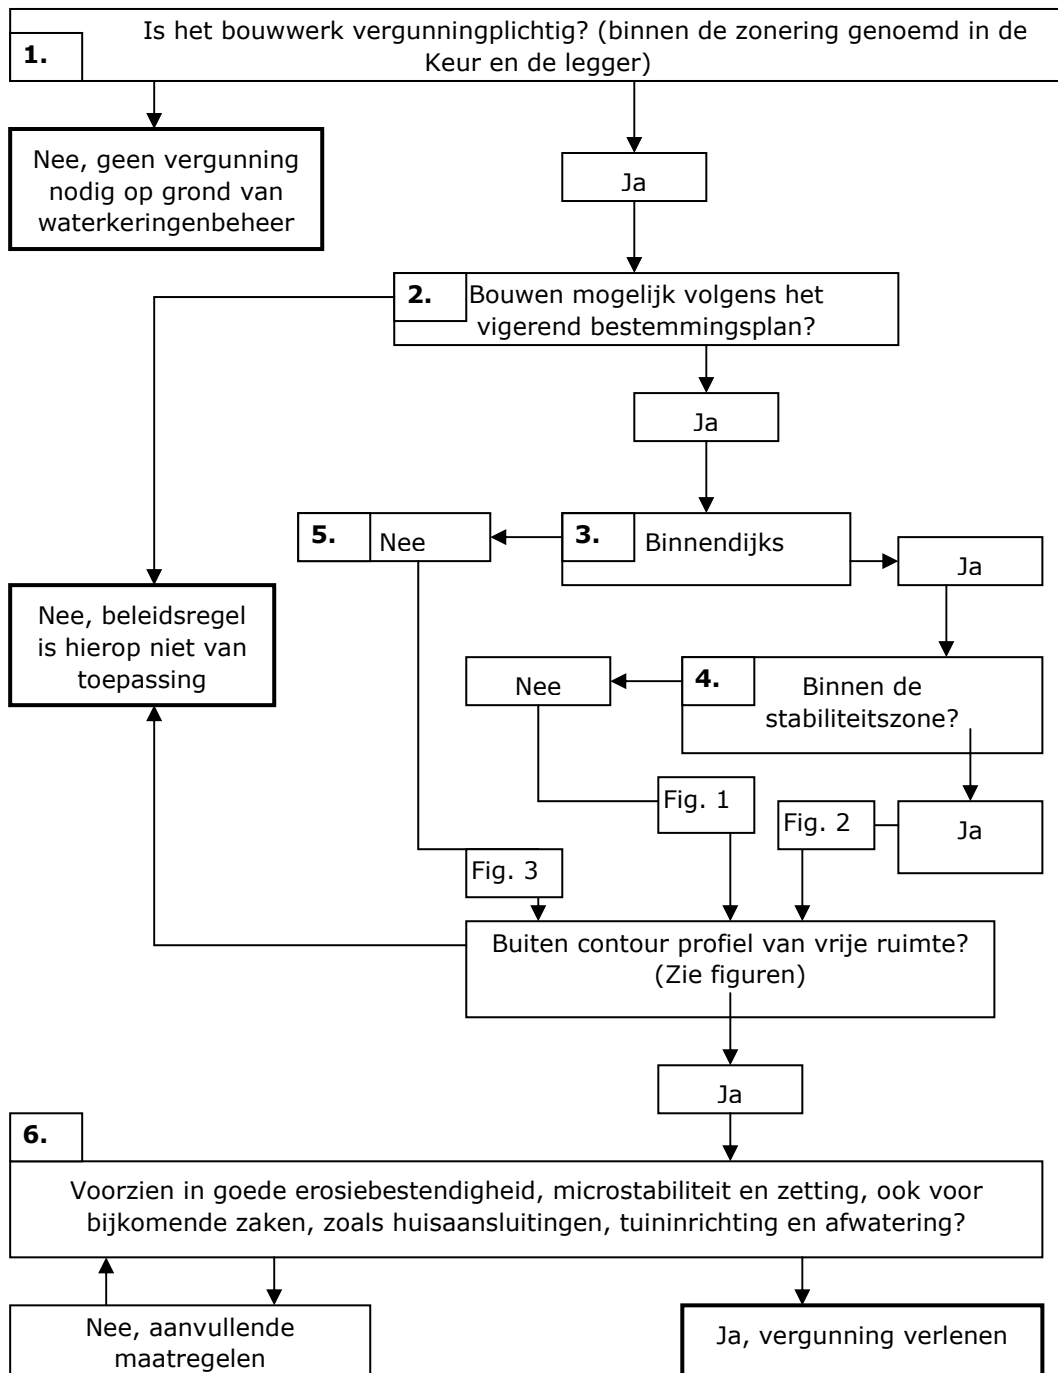 1.
Is het bouwwerk vergunningplichtig? (binnen de zonering genoemd in de
Keur en de legger)
Nee, geen vergunning
nodig op grond van
waterkeringenbeheer
Ja
2.
Bouwen mogelijk volgens het
vigerend bestemmingsplan?
Ja
5.
Nee
3.
Binnendijks
Ja
Nee, beleidsregel
is hierop niet van
toepassing
Nee
4.
Binnen de
stabiliteitszone?
Fig. 1
Fig. 2
Ja
Fig. 3
Buiten contour profiel van vrije ruimte?
(Zie figuren)
Ja
6.
Voorzien in goede erosiebestendigheid, microstabiliteit en zetting, ook voor
bijkomende zaken, zoals huisaansluitingen, tuininrichting en afwatering?
Nee, aanvullende
maatregelen
Ja, vergunning verlenen